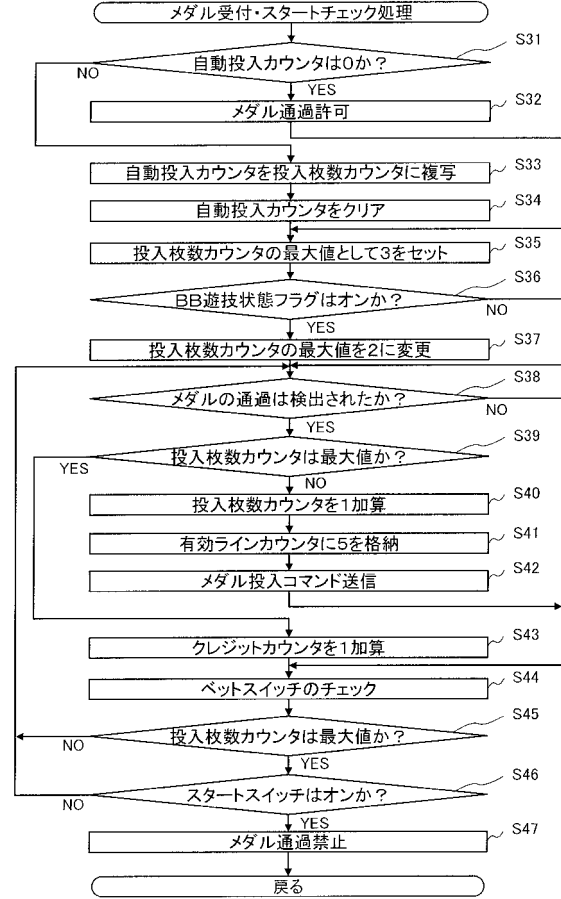 メダル受付・スタートチェック処理
S31
自動投入カウンタは0か？
NO
YES
S32
メダル通過許可
S33
自動投入カウンタを投入枚数カウンタに複写
S34
自動投入カウンタをクリア
S35
投入枚数カウンタの最大値として3をセット
S36
BB遊技状態フラグはオンか？
NO
YES
S37
投入枚数カウンタの最大値を2に変更
S38
メダルの通過は検出されたか？
NO
YES
S39
YES
投入枚数カウンタは最大値か？
NO
S40
投入枚数カウンタを1加算
S41
有効ラインカウンタに5を格納
S42
メダル投入コマンド送信
S43
クレジットカウンタを1加算
S44
ベットスイッチのチェック
S45
投入枚数カウンタは最大値か？
NO
YES
S46
スタートスイッチはオンか？
NO
YES
S47
メダル通過禁止
戻る